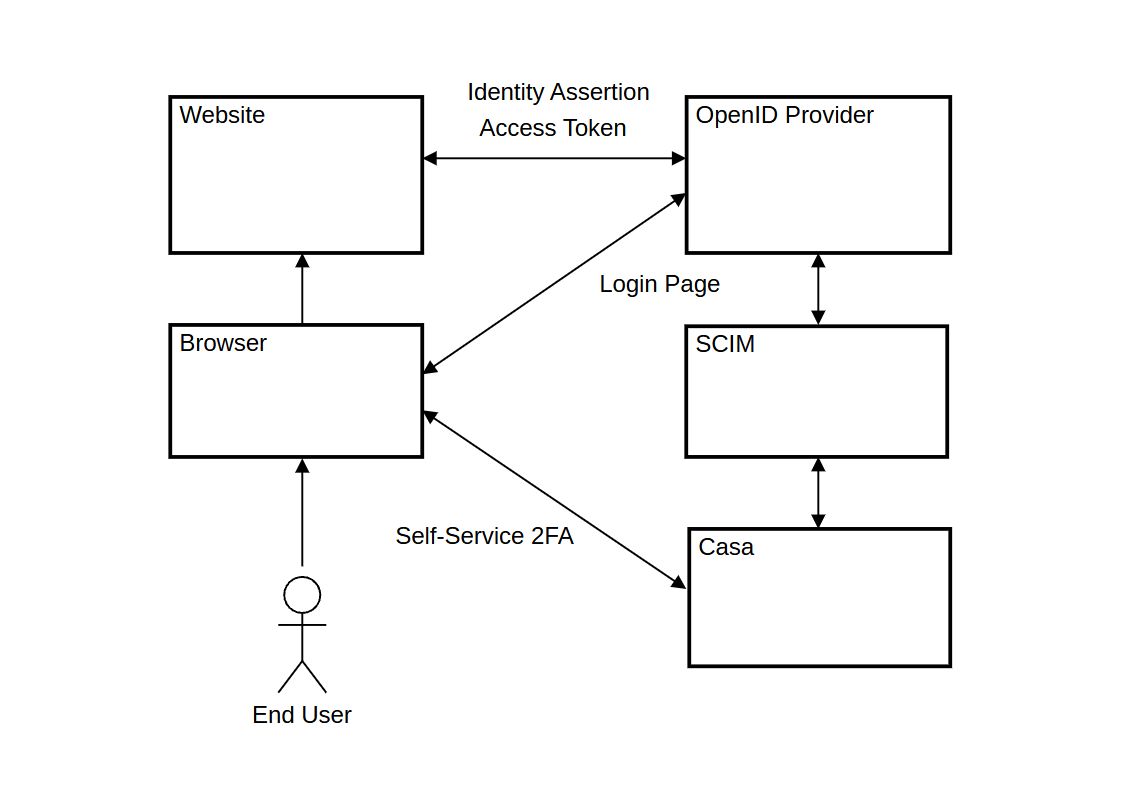 Identity Assertion
Access Token
Website
OpenID Provider
Login Page
Browser
SCIM
Self-Service 2FA
Casa
End User